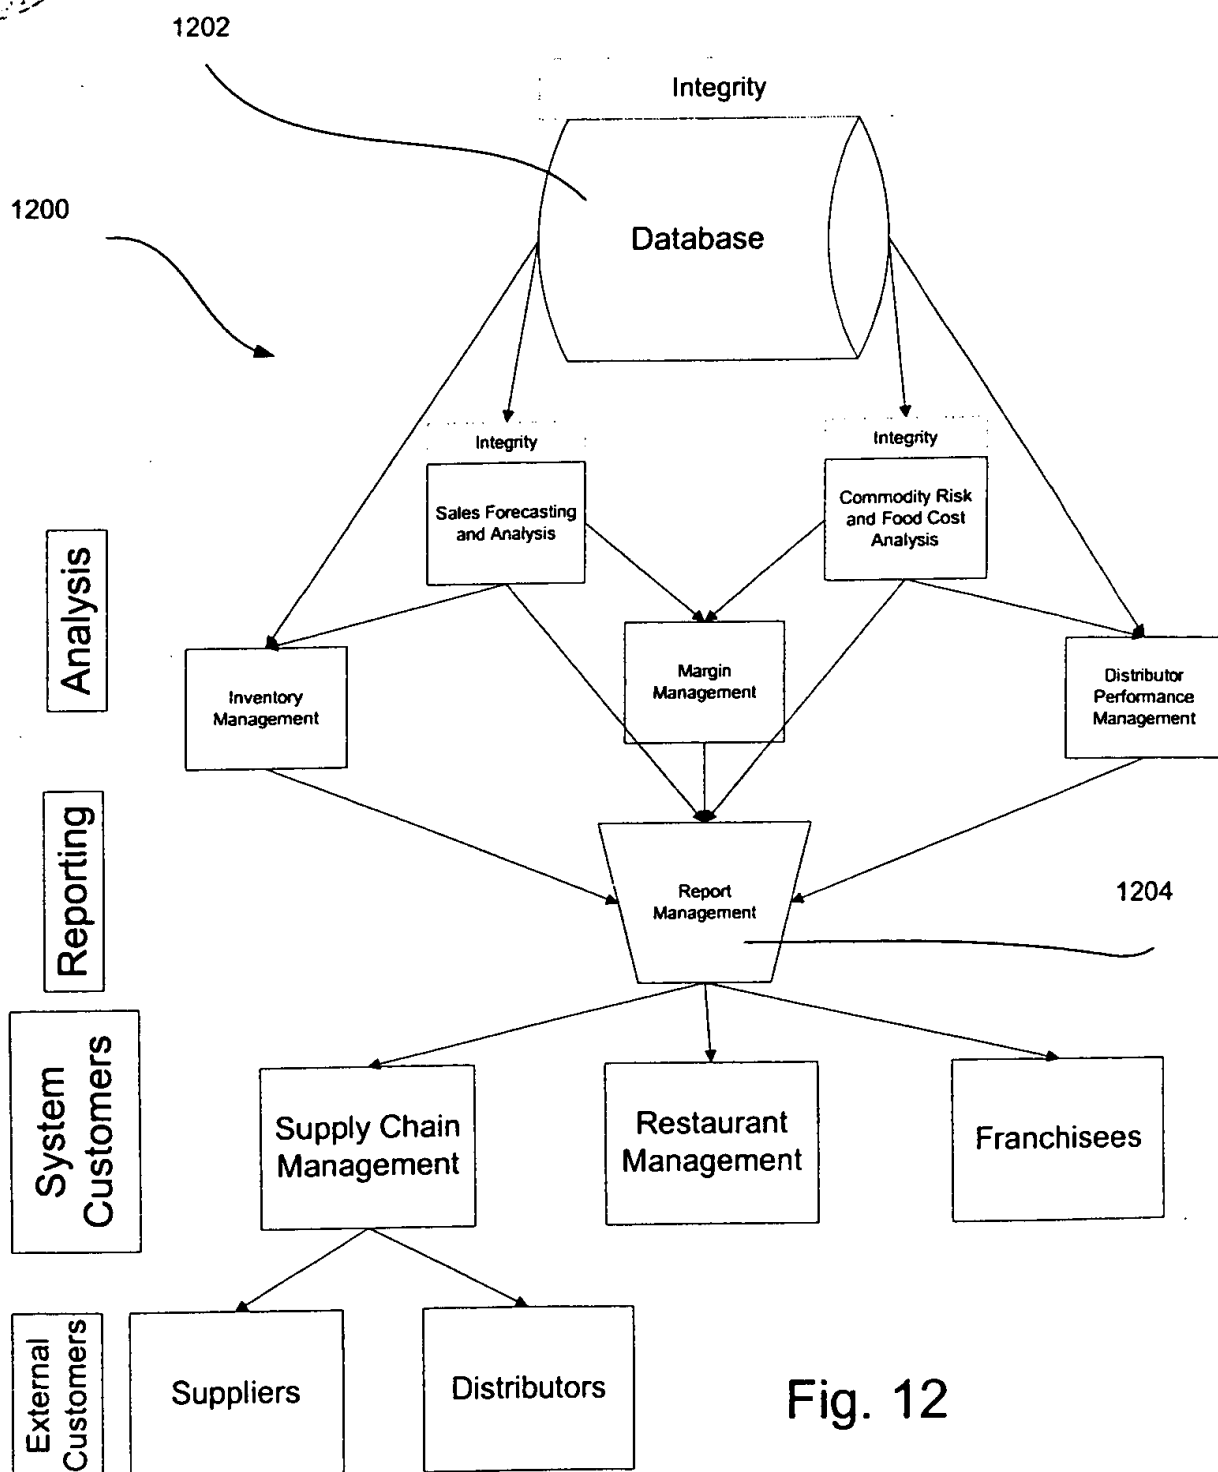 1202
Integrity
1200
Database
Integrity
Integrity
Sales Forecasting
and Analysis
Commodity Risk
and Food Cost
Analysis
Analysis
Inventory
Management
Margin
Management
Distributor
Performance
Management
Reporting
Report
Management
1204
System
Customers
Supply Chain
Management
Restaurant
Management
Franchisees
External
Customers
Suppliers
Distributors
Fig. 12